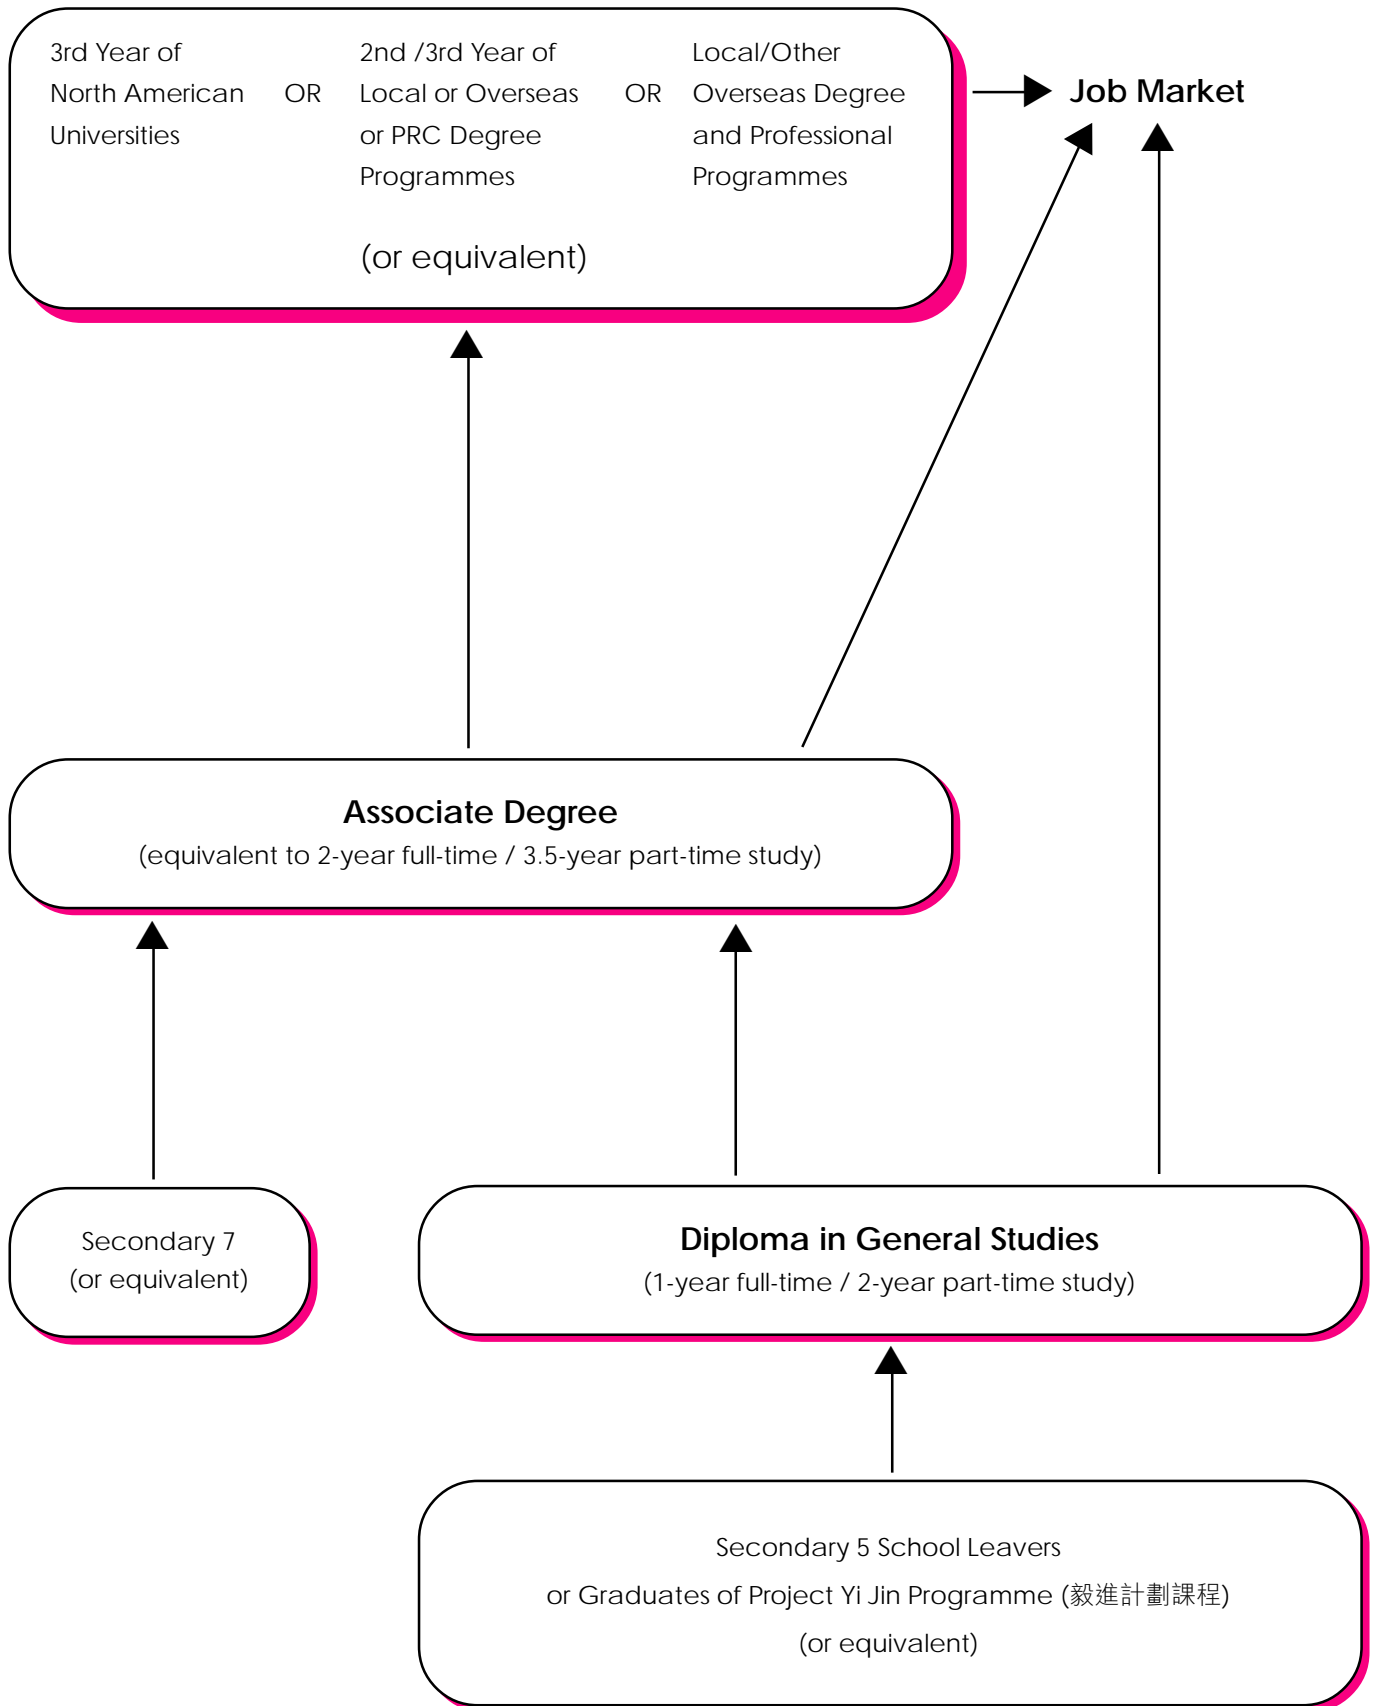 3rd Year of
North American
Universities
OR
2nd /3rd Year of
Local or Overseas
or PRC Degree
Programmes
OR
Local/Other
Overseas Degree
and Professional
Programmes
(or equivalent)
Job Market
Associate Degree
(equivalent to 2-year full-time / 3.5-year part-time study)
Secondary 7
(or equivalent)
Diploma in General Studies
(1-year full-time / 2-year part-time study)
Secondary 5 School Leavers
or Graduates of Project Yi Jin Programme (毅進計劃課程)
(or equivalent)